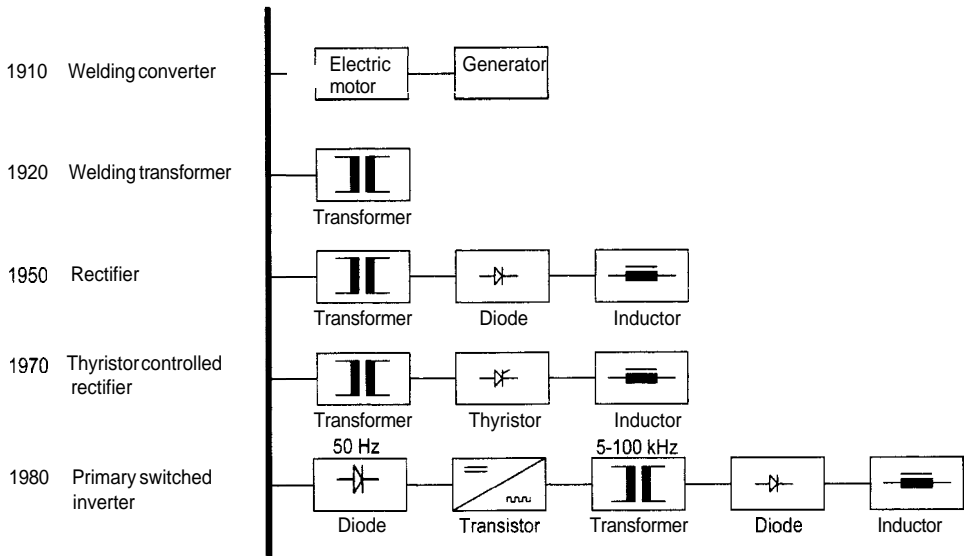 1910 Welding converter
Electric
motor
Generator
1920 Welding transformer
Transformer
1950 Rectifier
Transformer Diode Inductor
1970 Thyristor controlled
rectifier
Transformer Thyristor Inductor
50 Hz 5-100 kHz
1980 Primary switched
inverter
Diode Transistor Transformer Diode Inductor